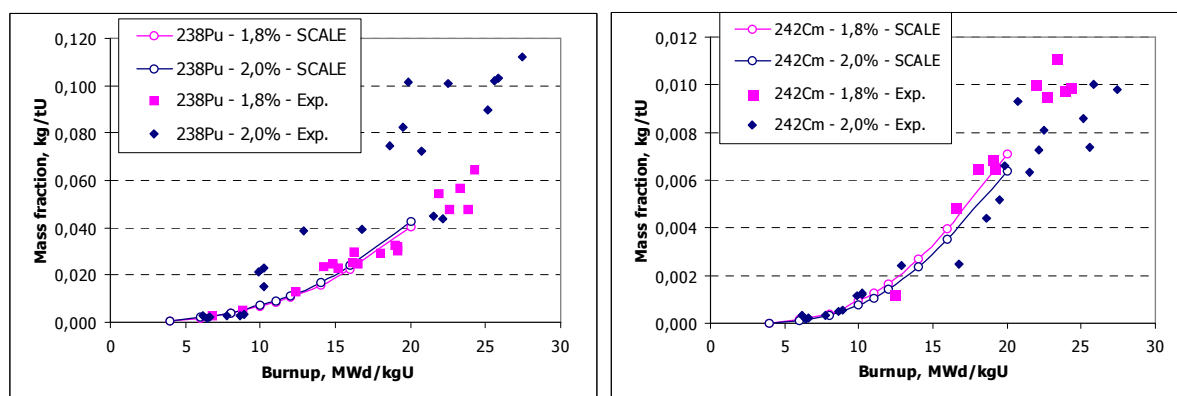 0,120
0,100
0,080
0,060
0,040
0,020
0,000
Mass fraction, kg/tU
238Pu - 1,8% - SCALE
238Pu - 2,0% - SCALE
238Pu - 1,8% - Exp.
238Pu - 2,0% - Exp.
0 5 10 15 20 25 30
Burnup, MWd/kgU
0,012
0,010
0,008
0,006
0,004
0,002
0,000
Mass fraction, kg/tU
242Cm - 1,8% - SCALE
242Cm - 2,0% - SCALE
242Cm - 1,8% - Exp.
242Cm - 2,0% - Exp.
0 5 10 15 20 25 30
Burnup, MWd/kgU